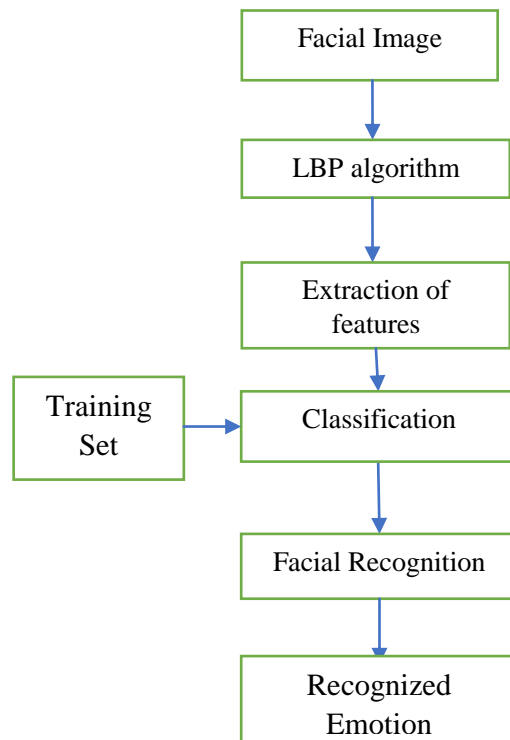 Facial Image
LBP algorithm
Extraction of
features
Training
Set
Classification
Facial Recognition
Recognized
Emotion